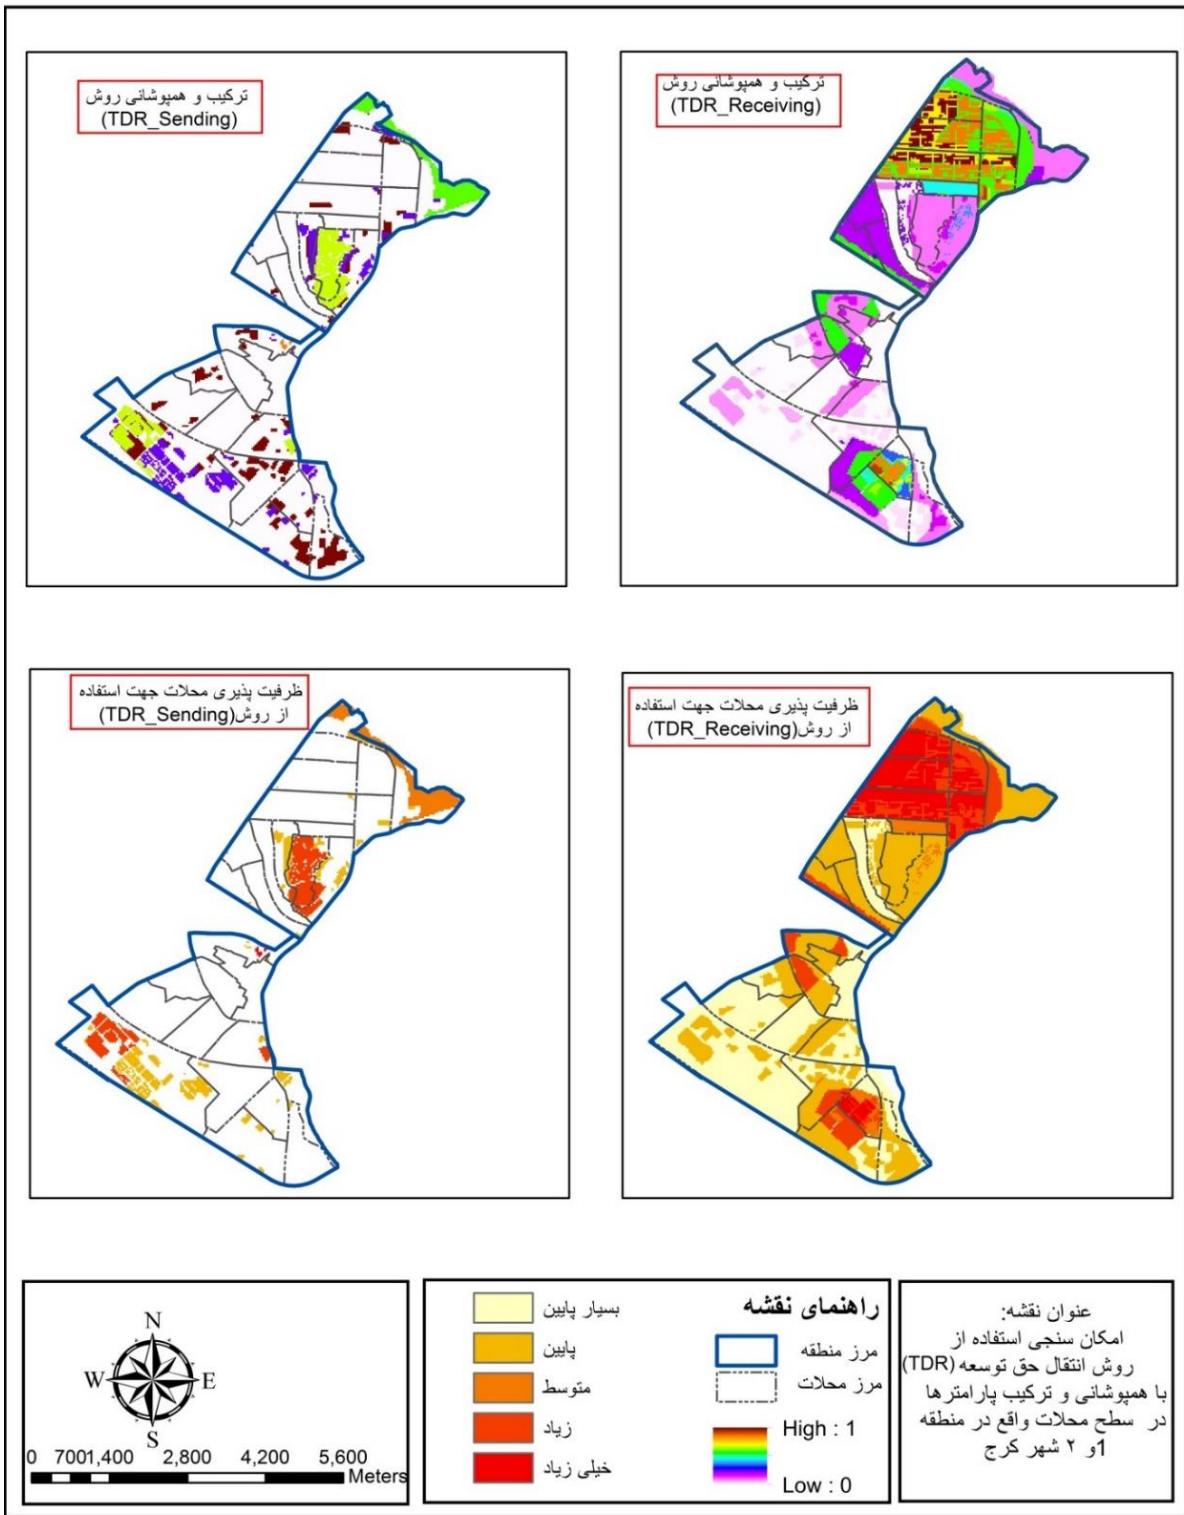 ترکیب و همپوشانی روش
(TDR_Sending)
ترکیب و همپوشانی روش
(TDR_Receiving)
ظرفیت پذیری محلات جهت استفاده
از روش(TDR_Sending)
ظرفیت پذیری محلات جهت استفاده
از روش(TDR_Receiving)
N
W E
S
0 700 1,400 2,800 4,200 5,600
Meters
راهنمای نقشه
مرز منطقه
مرز محلات
High : 1
Low : 0
بسیار پایین
پایین
متوسط
زیاد
خیلی زیاد
عنوان نقشه:
امکان سنجی استفاده از
روش انتقال حق توسعه (TDR)
با همپوشانی و ترکیب پارامترها
در سطح محلات واقع در منطقه
1و ۲ شهر کرج